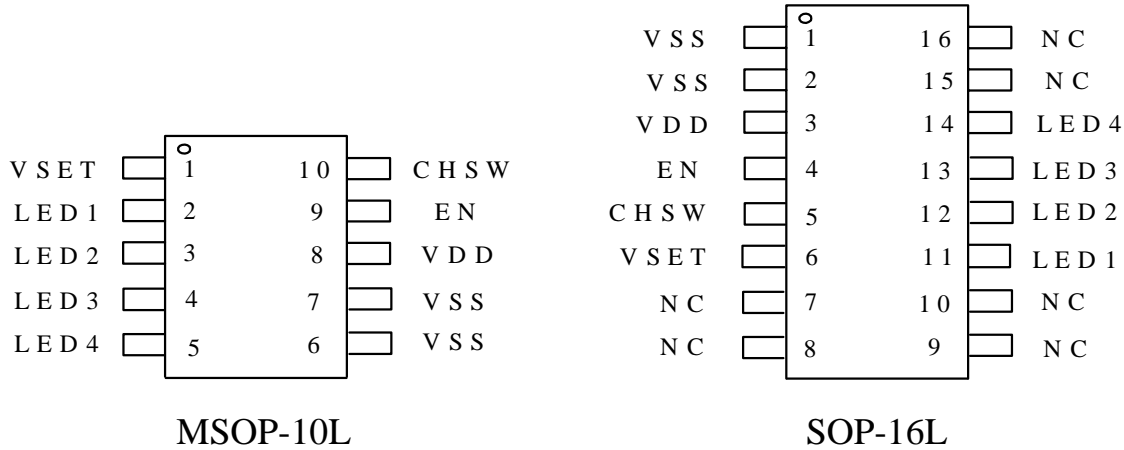 VSET 1 10 CHSW
LED1 2 9 EN
LED2 3 8 VDD
LED3 4 7 VSS
LED4 5 6 VSS
MSOP-10L
VSS 1 16 NC
VSS 2 15 NC
VDD 3 14 LED4
EN 4 13 LED3
CHSW 5 12 LED2
VSET 6 11 LED1
NC 7 10 NC
NC 8 9 NC
SOP-16L